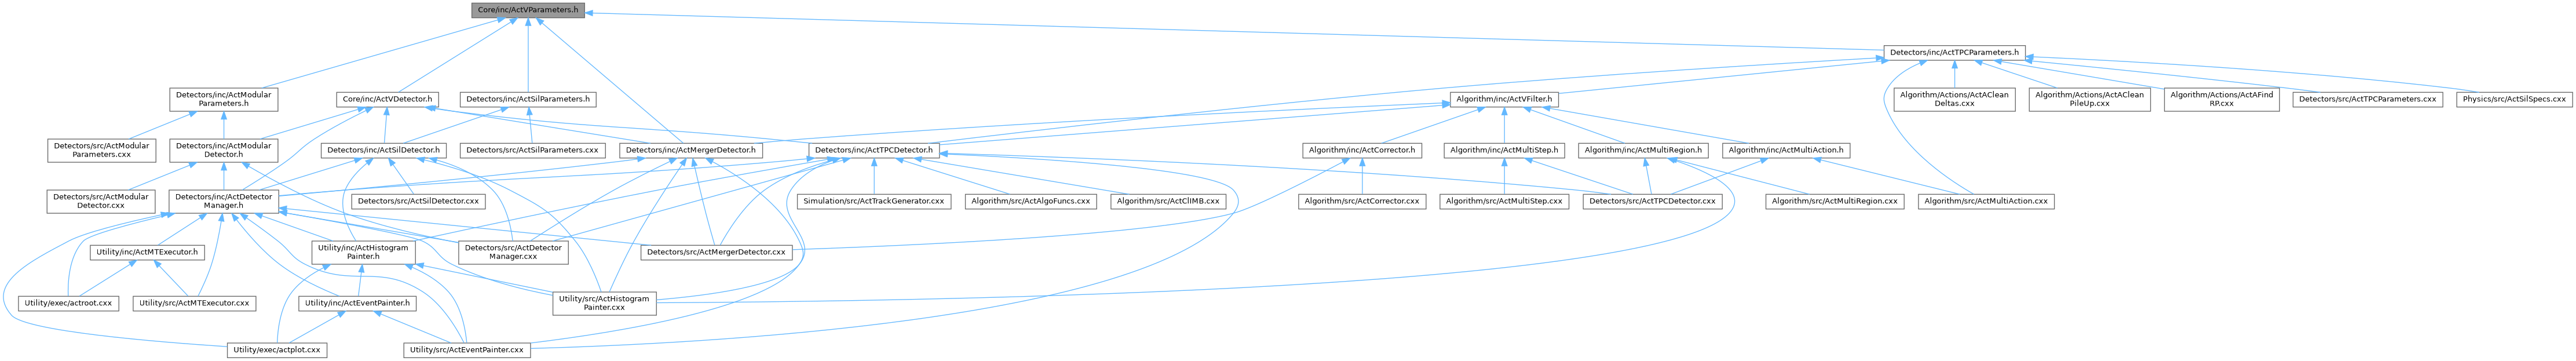 Core/inc/ActVParameters.h
Detectors/inc/ActTPCParameters.h
Detectors/inc/ActModular
Parameters.h
Core/inc/ActVDetector.h
Detectors/inc/ActSilParameters.h
Algorithm/inc/ActVFilter.h
Algorithm/Actions/ActAClean
Deltas.cxx
Algorithm/Actions/ActAClean
PileUp.cxx
Algorithm/Actions/ActAFind
RP.cxx
Detectors/src/ActTPCParameters.cxx
Physics/src/ActSilSpecs.cxx
Detectors/src/ActModular
Parameters.cxx
Detectors/inc/ActModular
Detector.h
Detectors/inc/ActSilDetector.h
Detectors/src/ActSilParameters.cxx
Detectors/inc/ActMergerDetector.h
Detectors/inc/ActTPCDetector.h
Algorithm/inc/ActCorrector.h
Algorithm/inc/ActMultiStep.h
Algorithm/inc/ActMultiRegion.h
Algorithm/inc/ActMultiAction.h
Detectors/src/ActModular
Detector.cxx
Detectors/inc/ActDetector
Manager.h
Detectors/src/ActSilDetector.cxx
Simulation/src/ActTrackGenerator.cxx
Algorithm/src/ActAlgoFuncs.cxx
Algorithm/src/ActClIMB.cxx
Algorithm/src/ActCorrector.cxx
Algorithm/src/ActMultiStep.cxx
Detectors/src/ActTPCDetector.cxx
Algorithm/src/ActMultiRegion.cxx
Algorithm/src/ActMultiAction.cxx
Utility/inc/ActMTExecutor.h
Utility/inc/ActHistogram
Painter.h
Detectors/src/ActDetector
Manager.cxx
Detectors/src/ActMergerDetector.cxx
Utility/exec/actroot.cxx
Utility/src/ActMTExecutor.cxx
Utility/inc/ActEventPainter.h
Utility/src/ActHistogram
Painter.cxx
Utility/exec/actplot.cxx
Utility/src/ActEventPainter.cxx